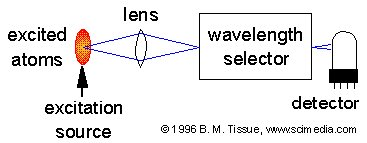 lens
excited
atoms
wavelength
selector
excitation
source
detector
© 1996 B. M. Tissue, www.scimedia.com